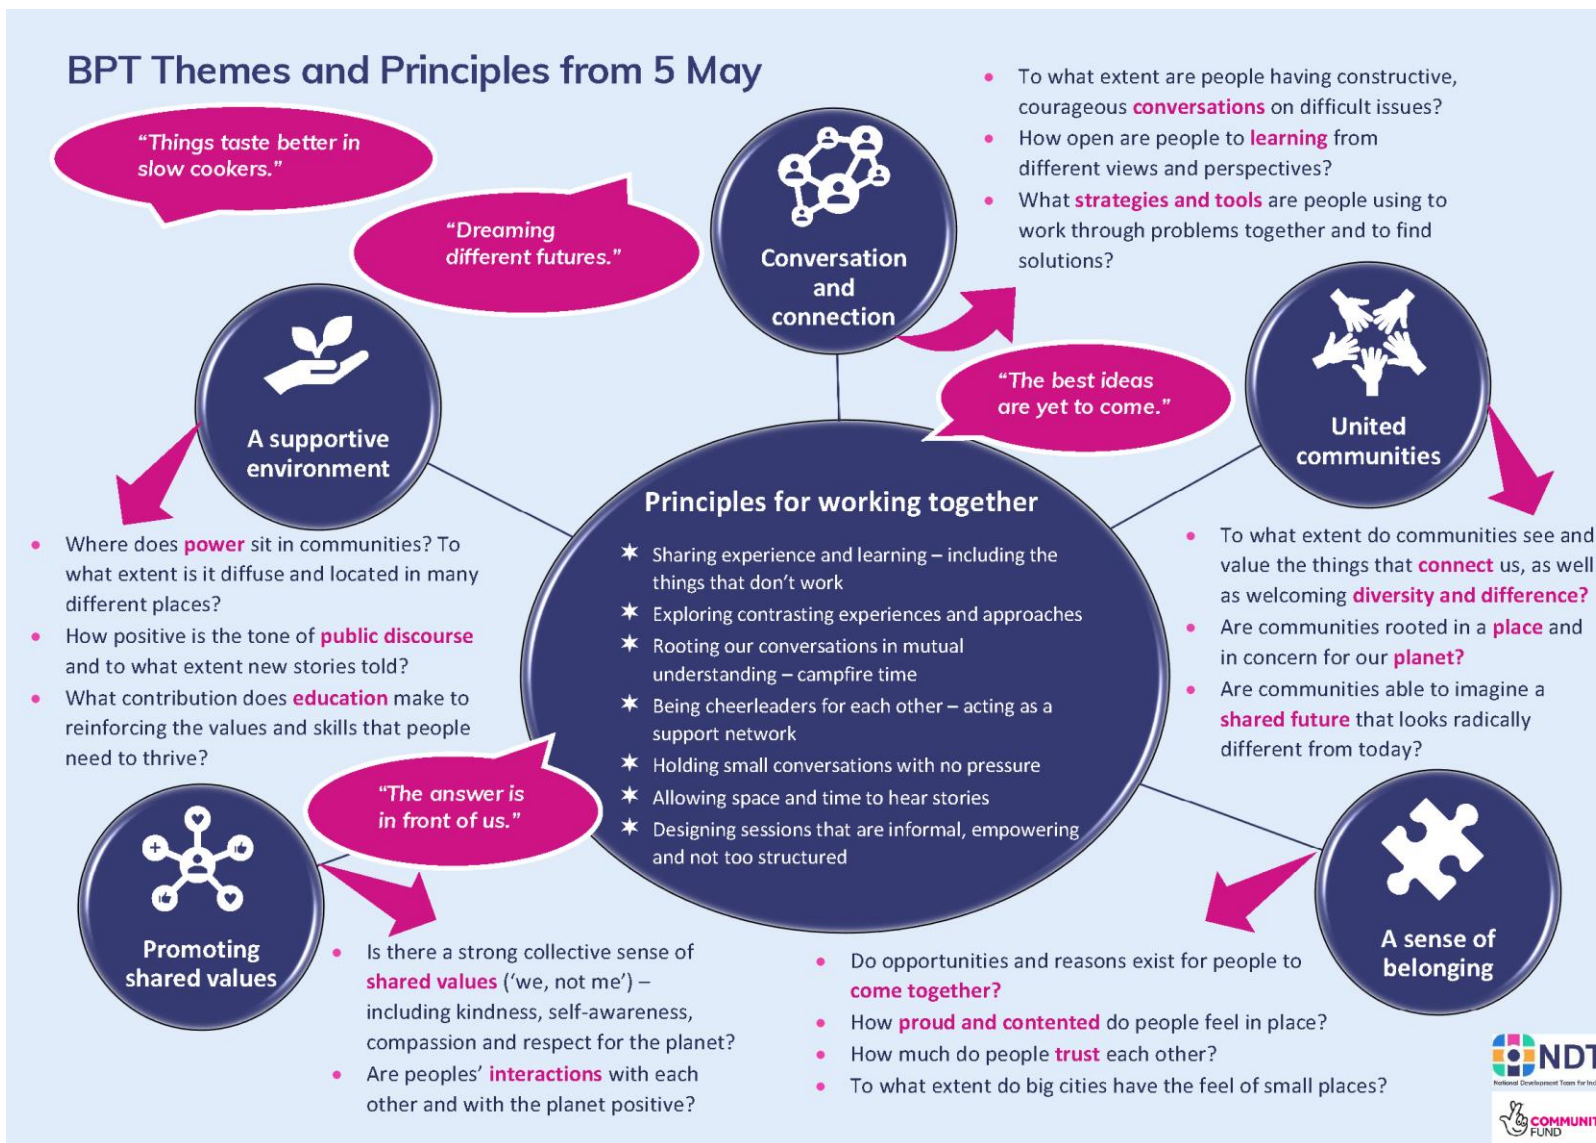 BPT Themes and Principles from 5 May
“Things taste better in
slow cookers.”
“Dreaming
different futures.”
Conversation
and
connection
• To what extent are people having constructive,
courageous conversations on difficult issues?
• How open are people to learning from
different views and perspectives?
• What strategies and tools are people using to
work through problems together and to find
solutions?
“The best ideas
are yet to come.”
United
communities
A supportive
environment
• Where does power sit in communities? To
what extent is it diffuse and located in many
different places?
• How positive is the tone of public discourse
and to what extent new stories told?
• What contribution does education make to
reinforcing the values and skills that people
need to thrive?
Principles for working together
✶ Sharing experience and learning – including the
things that don’t work
✶ Exploring contrasting experiences and approaches
✶ Rooting our conversations in mutual
understanding – campfire time
✶ Being cheerleaders for each other – acting as a
support network
✶ Holding small conversations with no pressure
✶ Allowing space and time to hear stories
✶ Designing sessions that are informal, empowering
and not too structured
• To what extent do communities see and
value the things that connect us, as well
as welcoming diversity and difference?
• Are communities rooted in a place and
in concern for our planet?
• Are communities able to imagine a
shared future that looks radically
different from today?
“The answer is
in front of us.”
Promoting
shared values
• Is there a strong collective sense of
shared values (‘we, not me’) –
including kindness, self-awareness,
compassion and respect for the planet?
• Are peoples’ interactions with each
other and with the planet positive?
A sense of
belonging
• Do opportunities and reasons exist for people to
come together?
• How proud and contented do people feel in place?
• How much do people trust each other?
• To what extent do big cities have the feel of small places?
NDT
National Development Team for
COMMUNIT
FUND